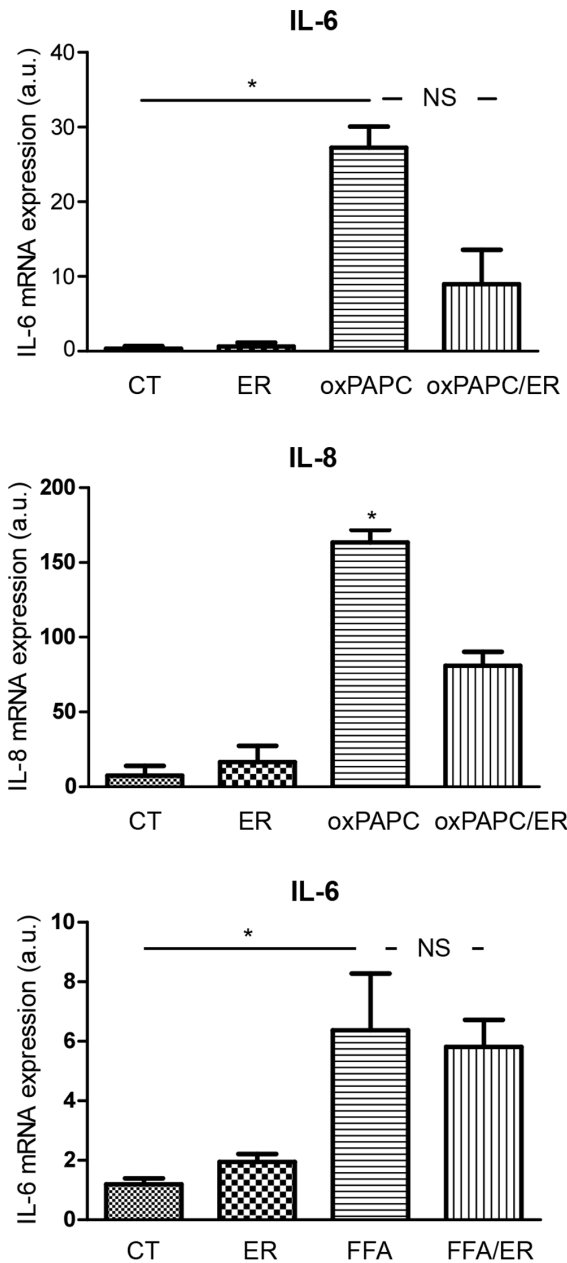 IL-6
IL-6 mRNA expression (a.u.)
40
30
20
10
0
*
NS
CT ER oxPAPC oxPAPC/ER
IL-8
IL-8 mRNA expression (a.u.)
200
150
100
50
0
*
CT ER oxPAPC oxPAPC/ER
IL-6
IL-6 mRNA expression (a.u.)
10
8
6
4
2
0
*
NS
CT ER FFA FFA/ER